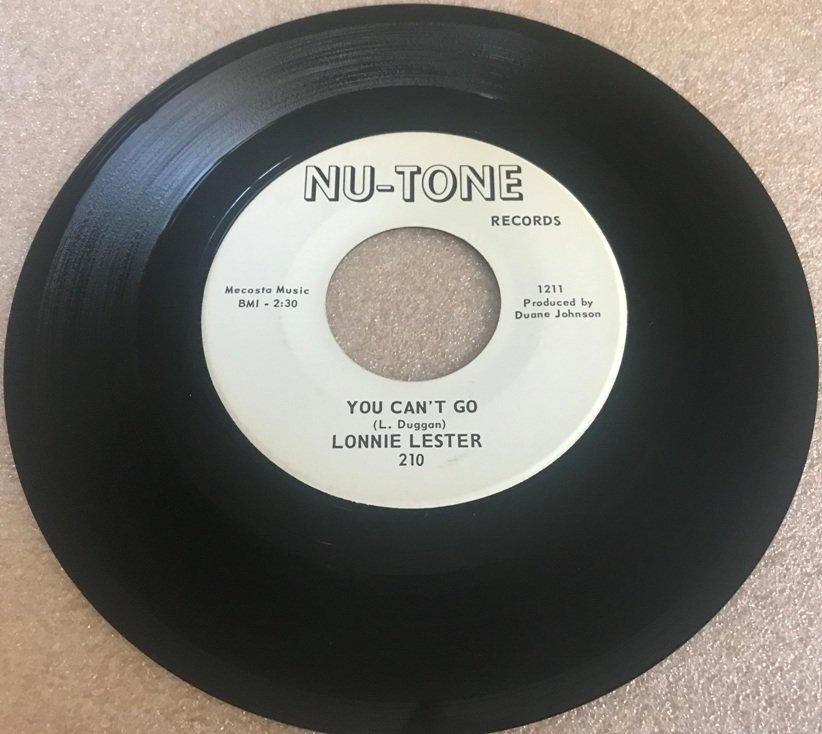 NU-TONE
RECORDS
Mecosta Music
BMI - 2:30
1211
Produced by
Duane Johnson
YOU CAN'T GO
(L. Duggan)
LONNIE LESTER
210